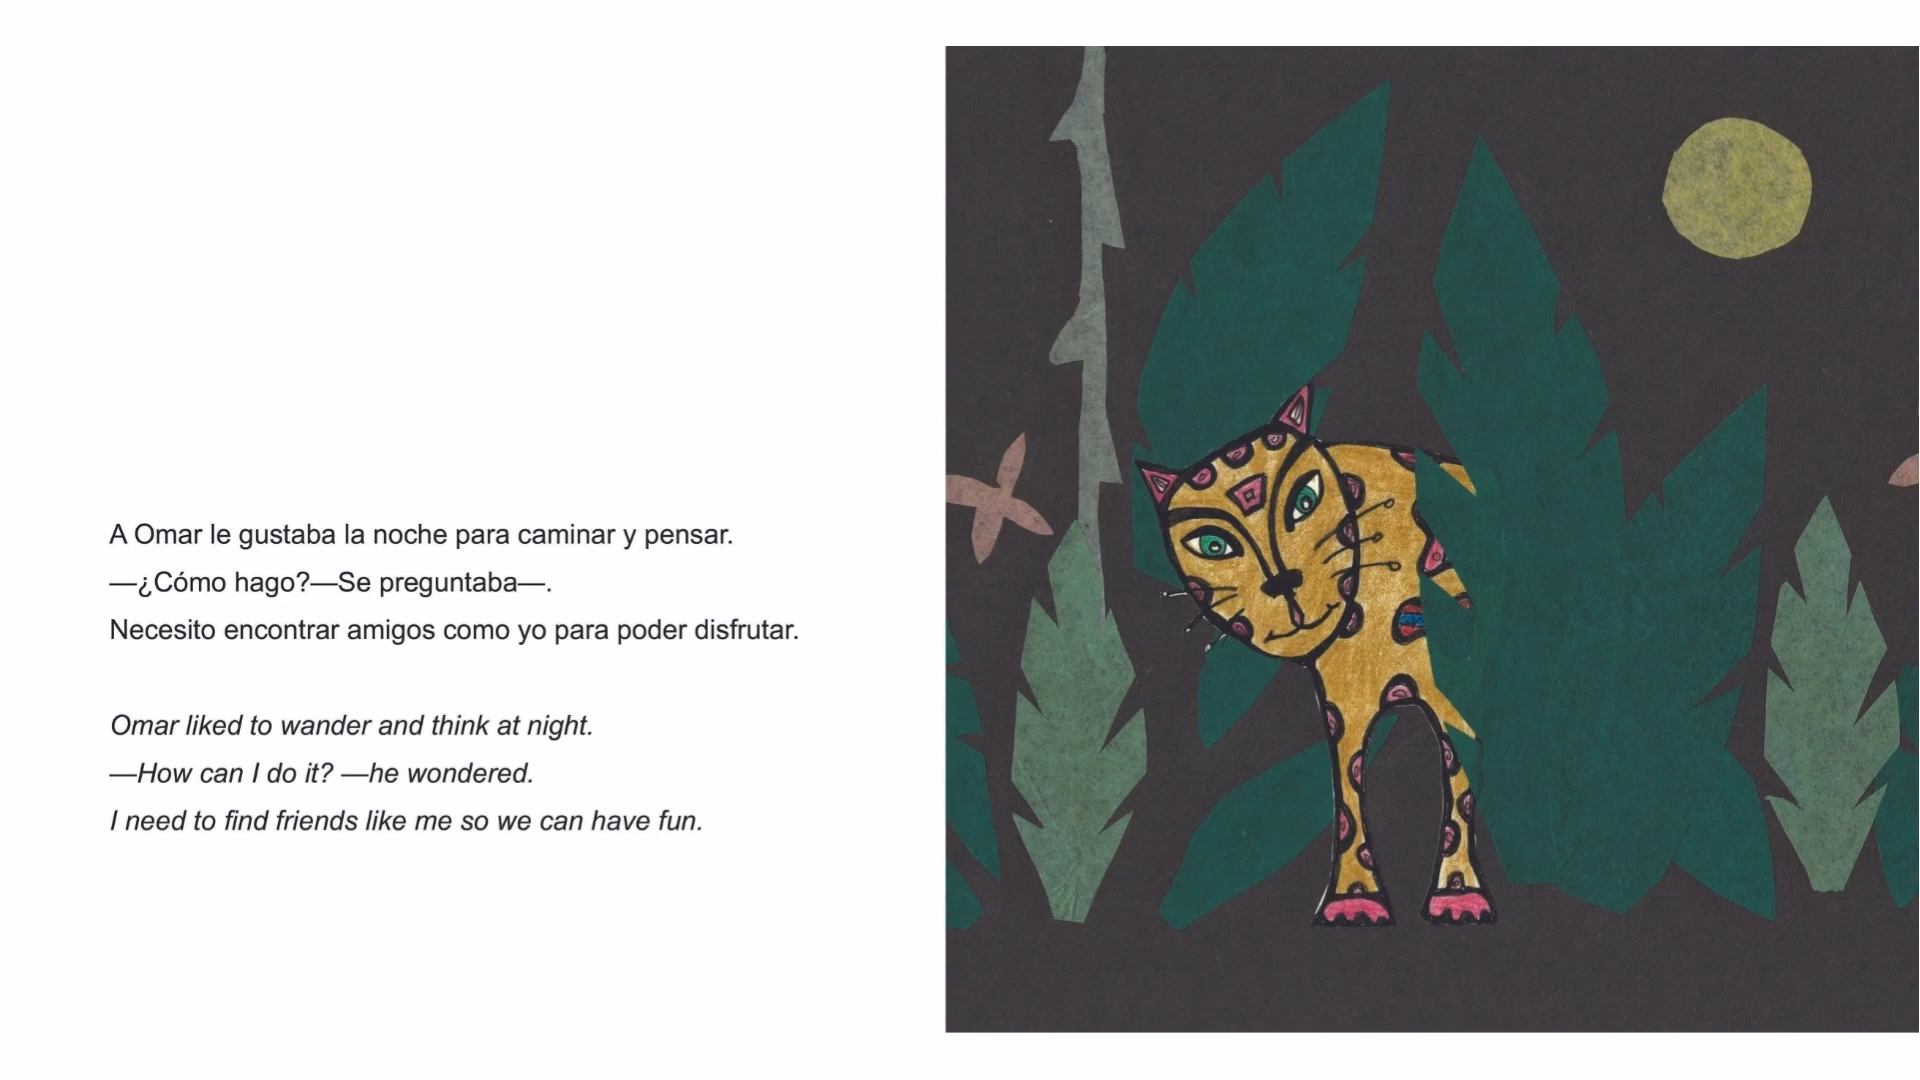 A Omar le gustaba la noche para caminar y pensar.
—¿Cómo hago?—Se preguntaba—.
Necesito encontrar amigos como yo para poder disfrutar.
Omar liked to wander and think at night.
—How can I do it? —he wondered.
I need to find friends like me so we can have fun.